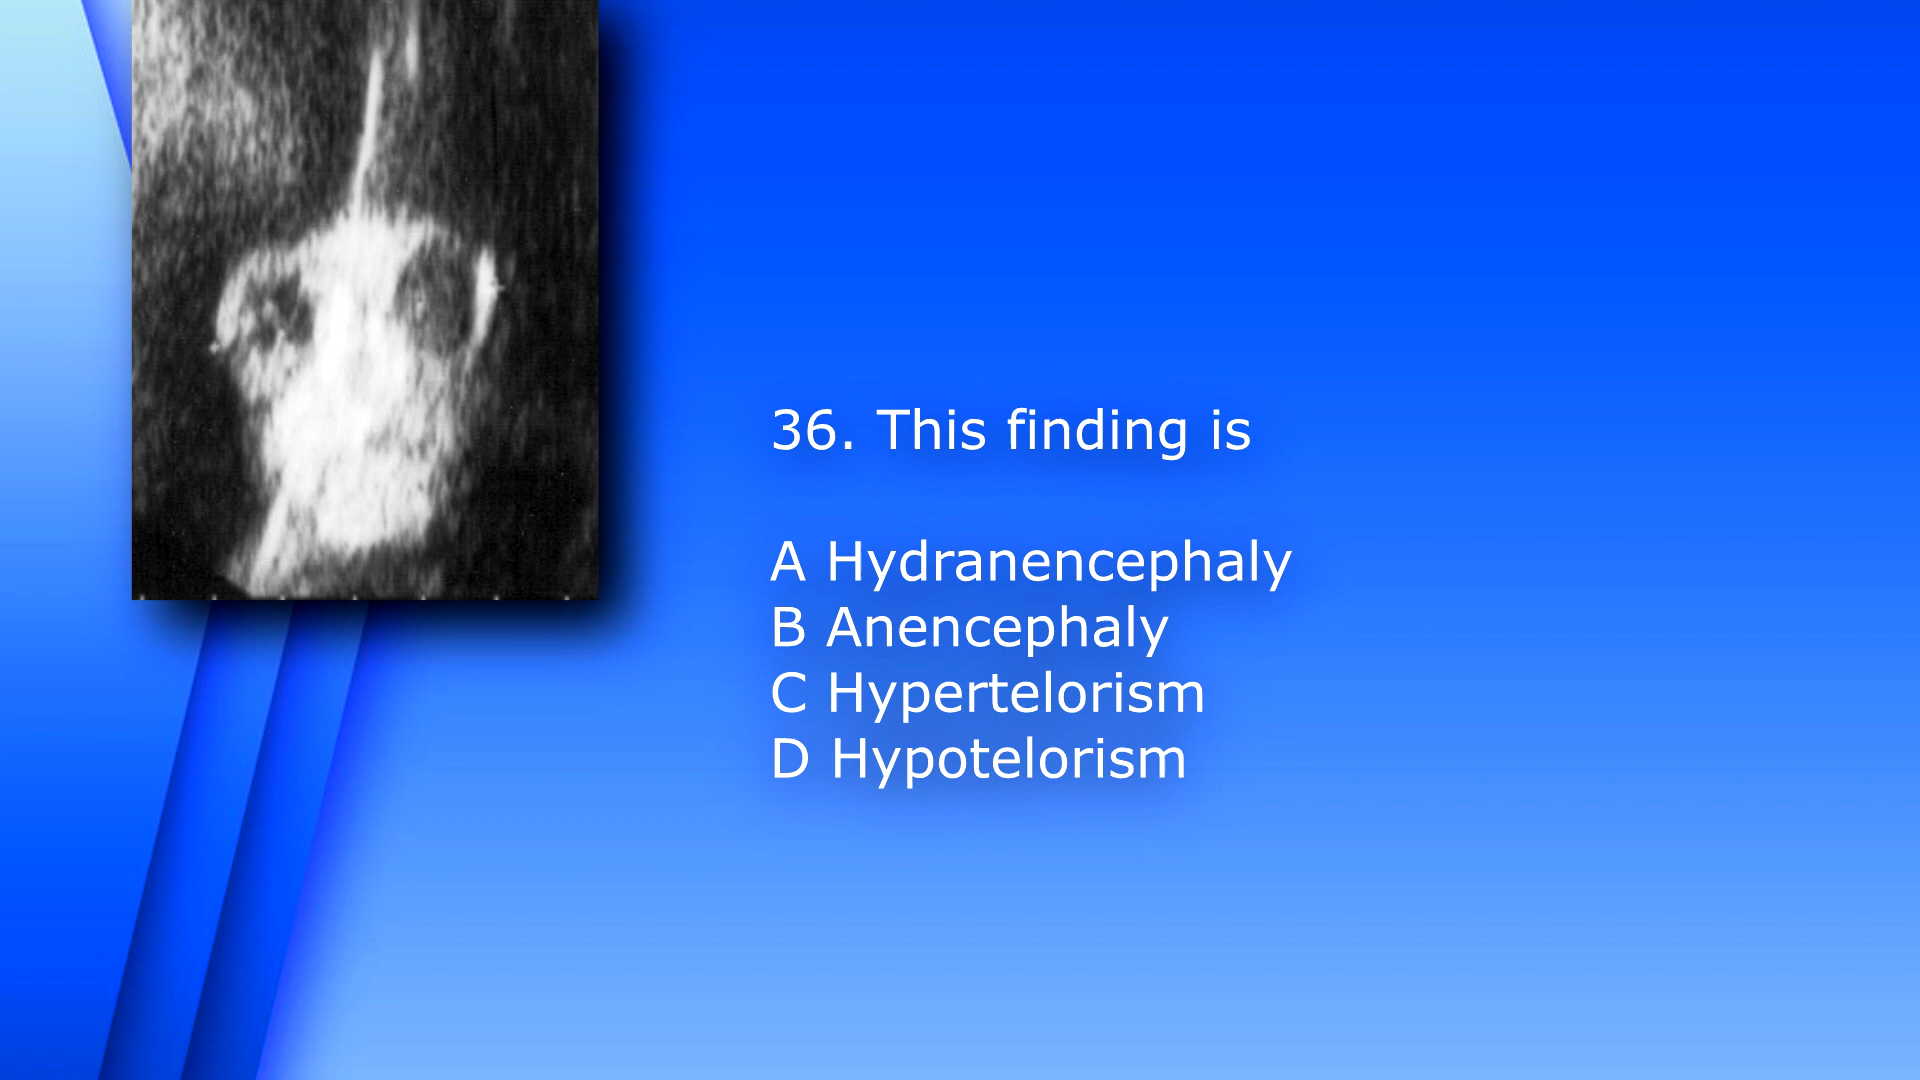 36. This finding is
A Hydranencephaly
B Anencephaly
C Hypertelorism
D Hypotelorism